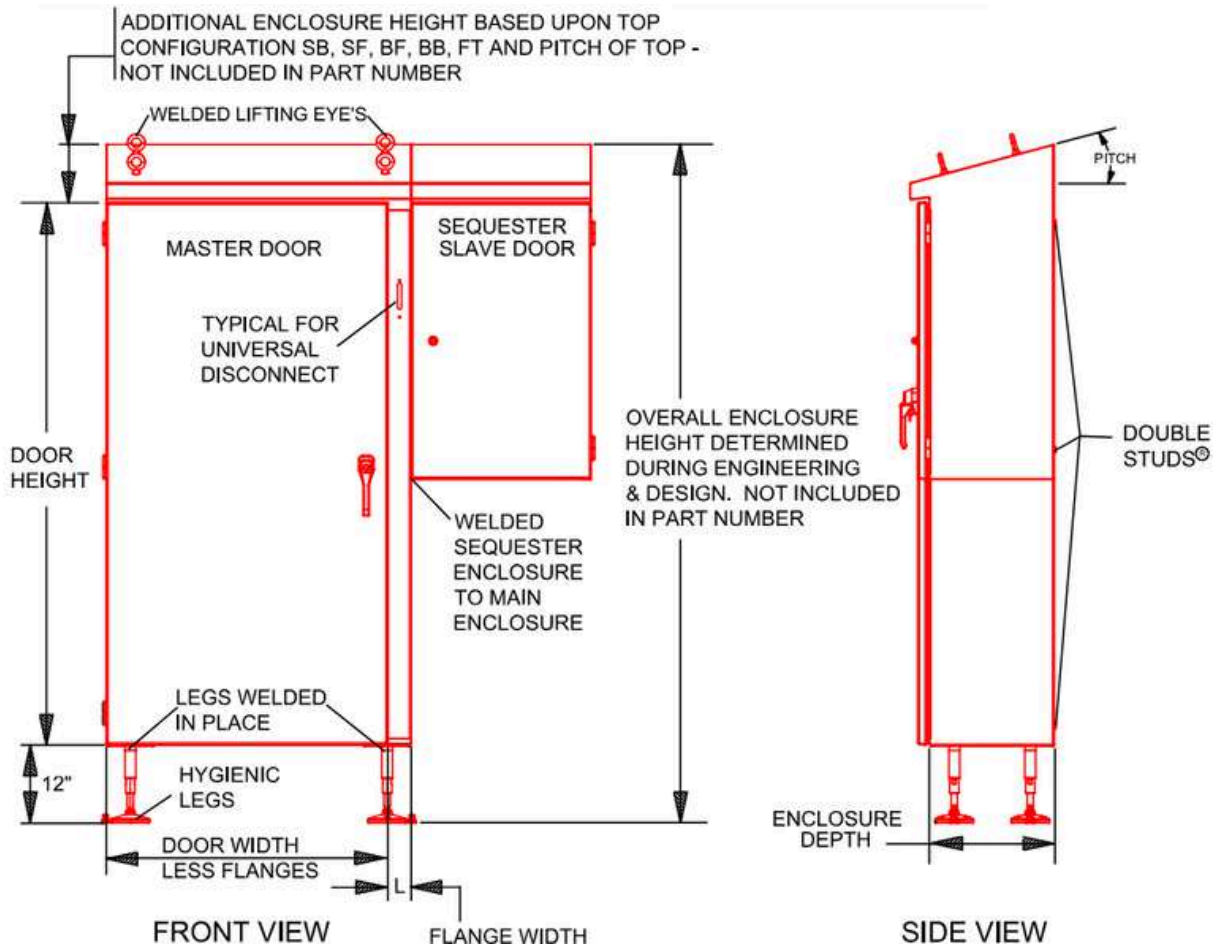 ADDITIONAL ENCLOSURE HEIGHT BASED UPON TOP
CONFIGURATION SB, SF, BF, BB, FT AND PITCH OF TOP -
NOT INCLUDED IN PART NUMBER
WELDED LIFTING EYE'S
PITCH
MASTER DOOR
SEQUESTER
SLAVE DOOR
TYPICAL FOR
UNIVERSAL
DISCONNECT
OVERALL ENCLOSURE
HEIGHT DETERMINED
DURING ENGINEERING
& DESIGN. NOT INCLUDED
IN PART NUMBER
DOUBLE
STUDS®
DOOR
HEIGHT
WELDED
SEQUESTER
ENCLOSURE
TO MAIN
ENCLOSURE
LEGS WELDED
IN PLACE
12"
HYGIENIC
LEGS
ENCLOSURE
DEPTH
DOOR WIDTH
LESS FLANGES
L
FRONT VIEW
FLANGE WIDTH
SIDE VIEW